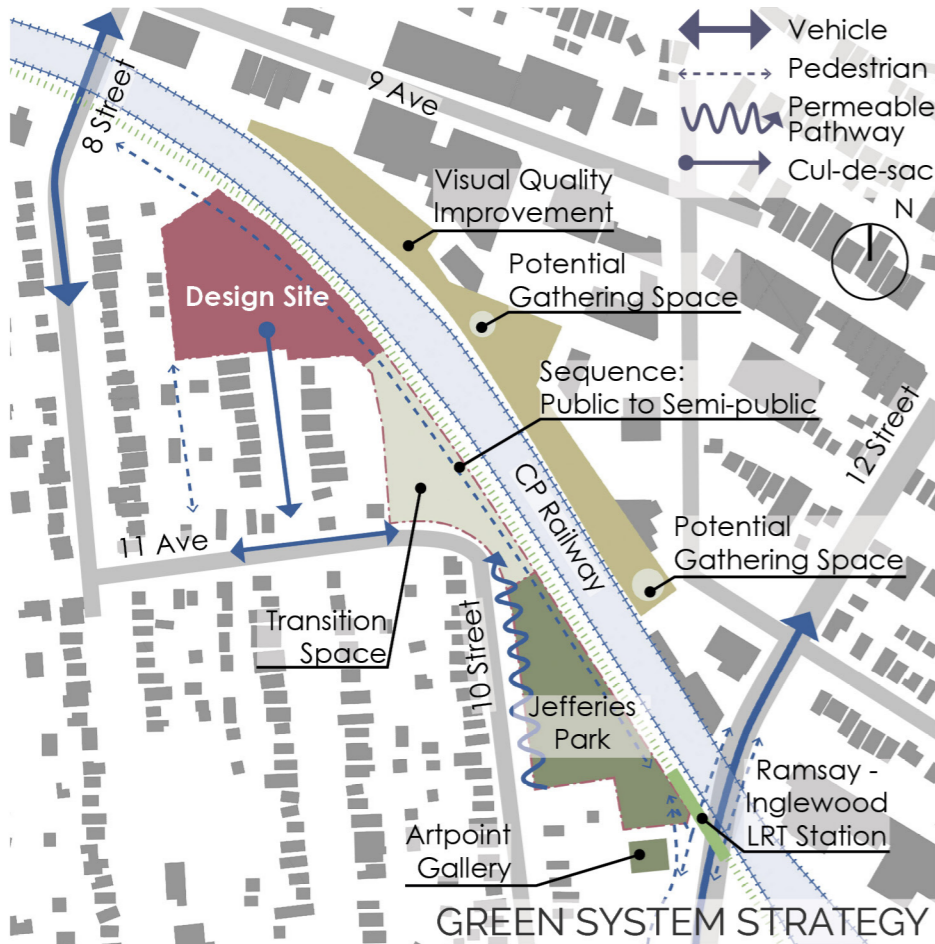 Vehicle
Pedestrian
Permeable
Pathway
Cul-de-sac
N
8 Street
9 Ave
Visual Quality
Improvement
Potential
Gathering Space
Design Site
Sequence:
Public to Semi-public
12 Street
CP Railway
11 Ave
Potential
Gathering Space
Transition
Space
10 Street
Jefferies
Park
Ramsay -
Inglewood
LRT Station
Artpoint
Gallery
GREEN SYSTEM STRATEGY